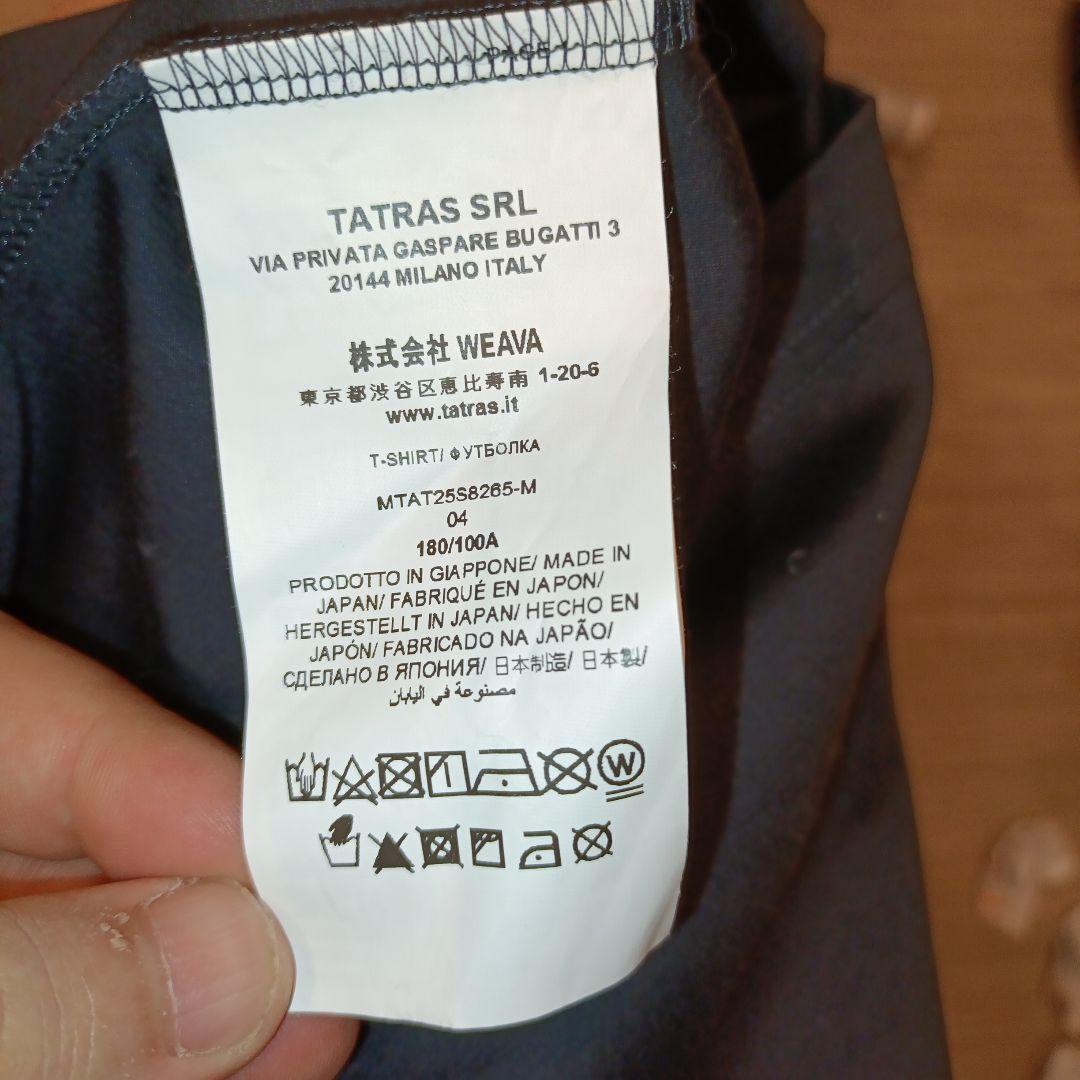 PAGE 1
TATRAS SRL
VIA PRIVATA GASPARE BUGATTI 3
20144 MILANO ITALY
株式会社 WEAVA
東京都渋谷区恵比寿南 1-20-6
www.tatras.it
T-SHIRT/ ФУТБОЛКА
MTAT25S8265-M
04
180/100A
PRODOTTO IN GIAPPONE/ MADE IN
JAPAN/ FABRIQUÉ EN JAPON/
HERGESTELLT IN JAPAN/ HECHO EN
JAPÓN/ FABRICADO NA JAPÃO/
СДЕЛАНО В ЯПОНИЯ/ 日本制造/ 日本製/
مصنوعة في اليابان
W